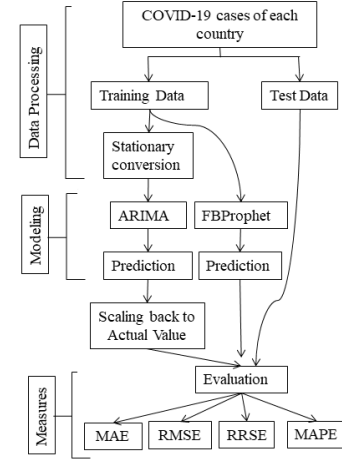 COVID-19 cases of each
country
Data Processing
Training Data
Test Data
Stationary
conversion
Modeling
ARIMA
FBProphet
Prediction
Prediction
Scaling back to
Actual Value
Evaluation
Measures
MAE
RMSE
RRSE
MAPE